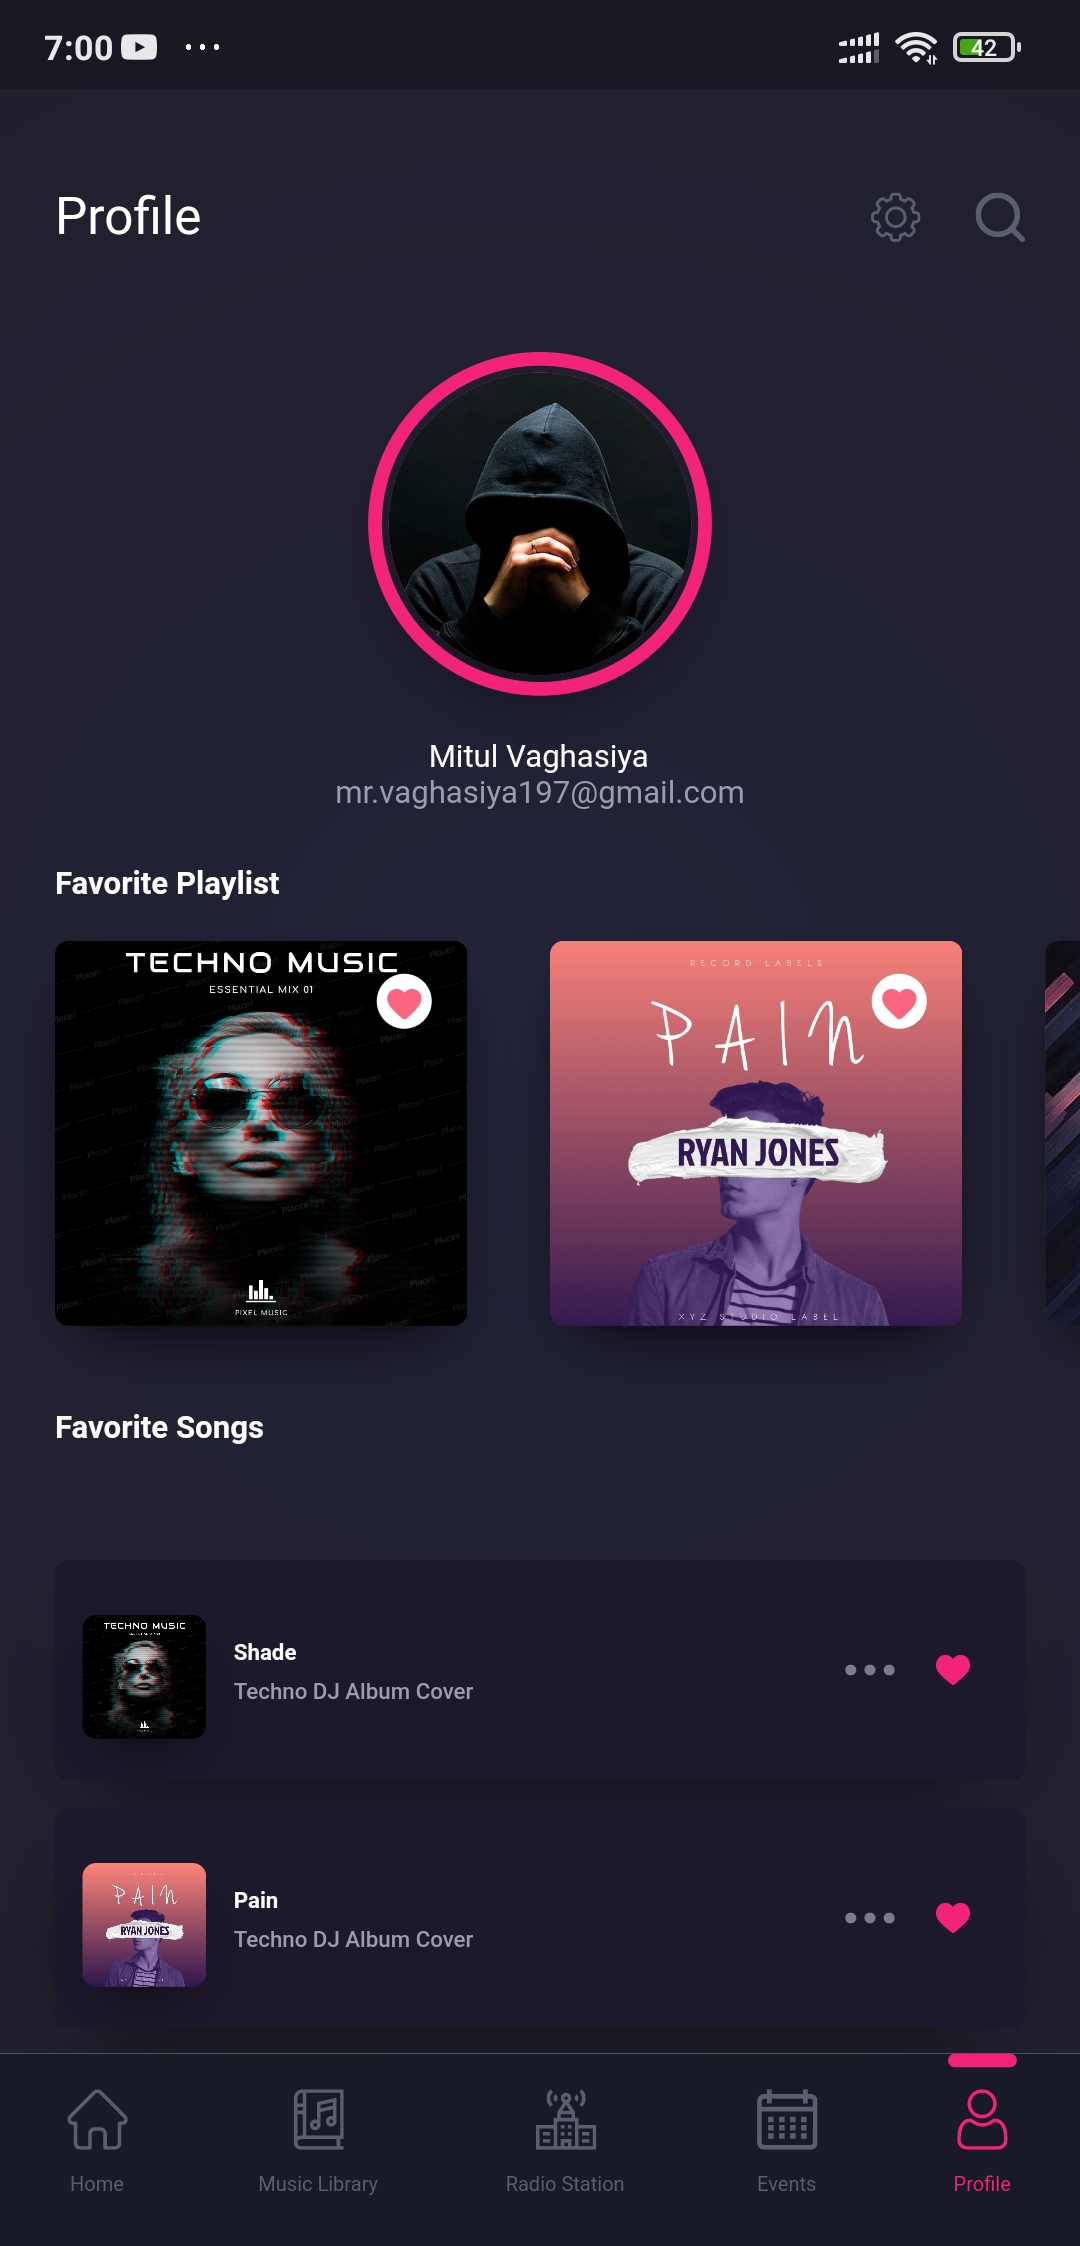 7:00
42
Profile
Mitul Vaghasiya
mr.vaghasiya197@gmail.com
Favorite Playlist
TECHNO MUSIC
ESSENTIAL MIX 01
PIXEL MUSIC
RECORD LABELS
PAIN
RYAN JONES
XYZ STUDIO LABEL
Favorite Songs
TECHNO MUSIC
Shade
Techno DJ Album Cover
PAIN
RYAN JONES
Pain
Techno DJ Album Cover
Home
Music Library
Radio Station
Events
Profile